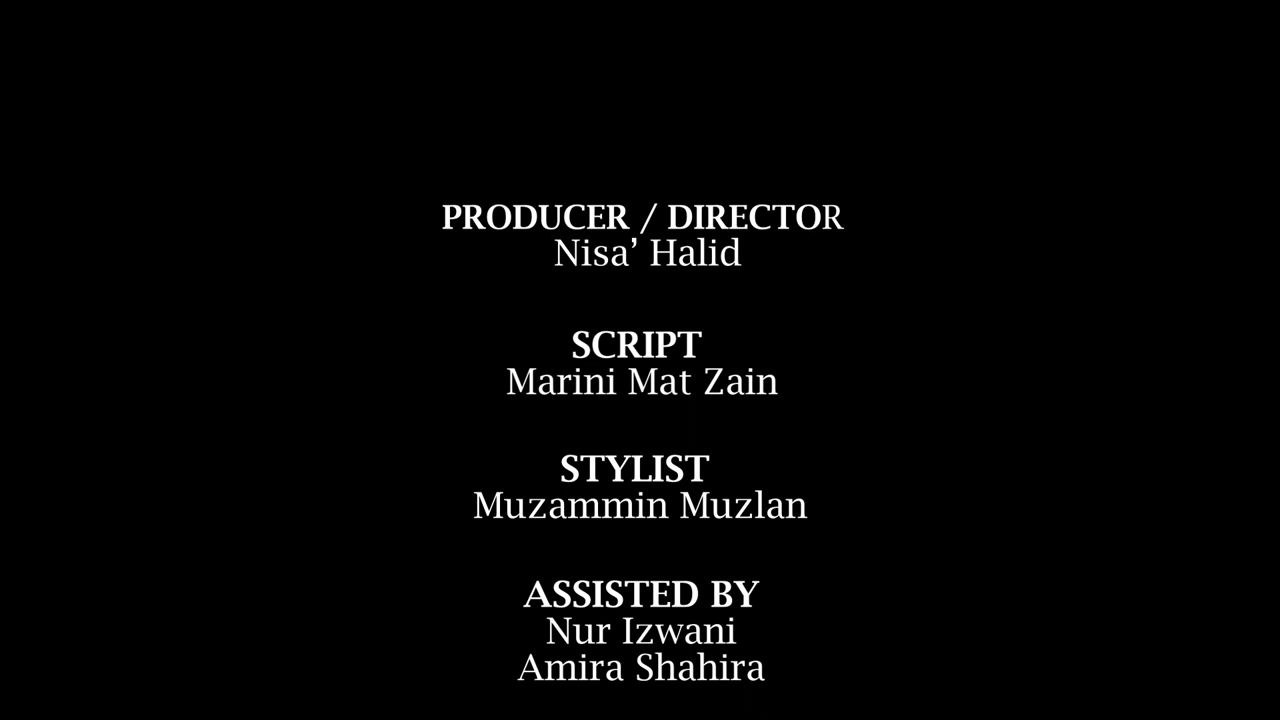 PRODUCER / DIRECTOR
Nisa’ Halid
SCRIPT
Marini Mat Zain
STYLIST
Muzammin Muzlan
ASSISTED BY
Nur Izwani
Amira Shahira